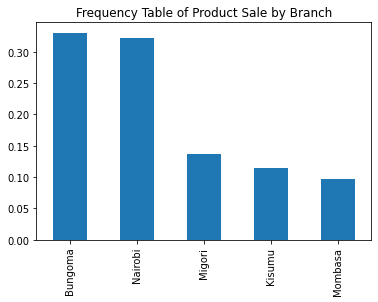 Frequency Table of Product Sale by Branch
0.30
0.25
0.20
0.15
0.10
0.05
0.00
Bungoma
Nairobi
Migori
Kisumu
Mombasa